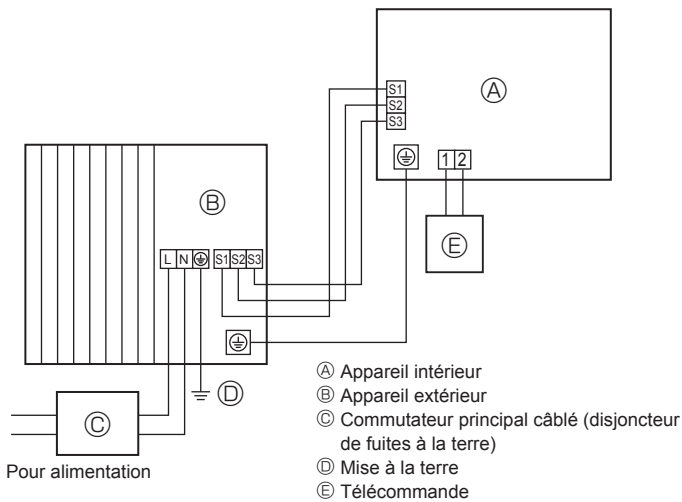 S1
S2
S3
Ⓐ
1 2
Ⓑ
Ⓔ
L N S1 S2 S3
Ⓓ
Ⓒ
Pour alimentation
Ⓐ Appareil intérieur
Ⓑ Appareil extérieur
Ⓒ Commutateur principal câblé (disjoncteur
de fuites à la terre)
Ⓓ Mise à la terre
Ⓔ Télécommande